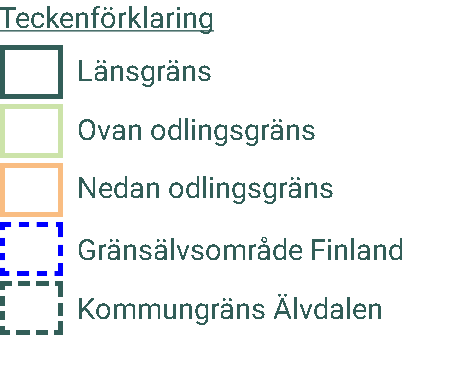 Teckenförklaring
Länsgräns
Ovan odlingsgräns
Nedan odlingsgräns
Gränsälvsområde Finland
Kommungräns Älvdalen